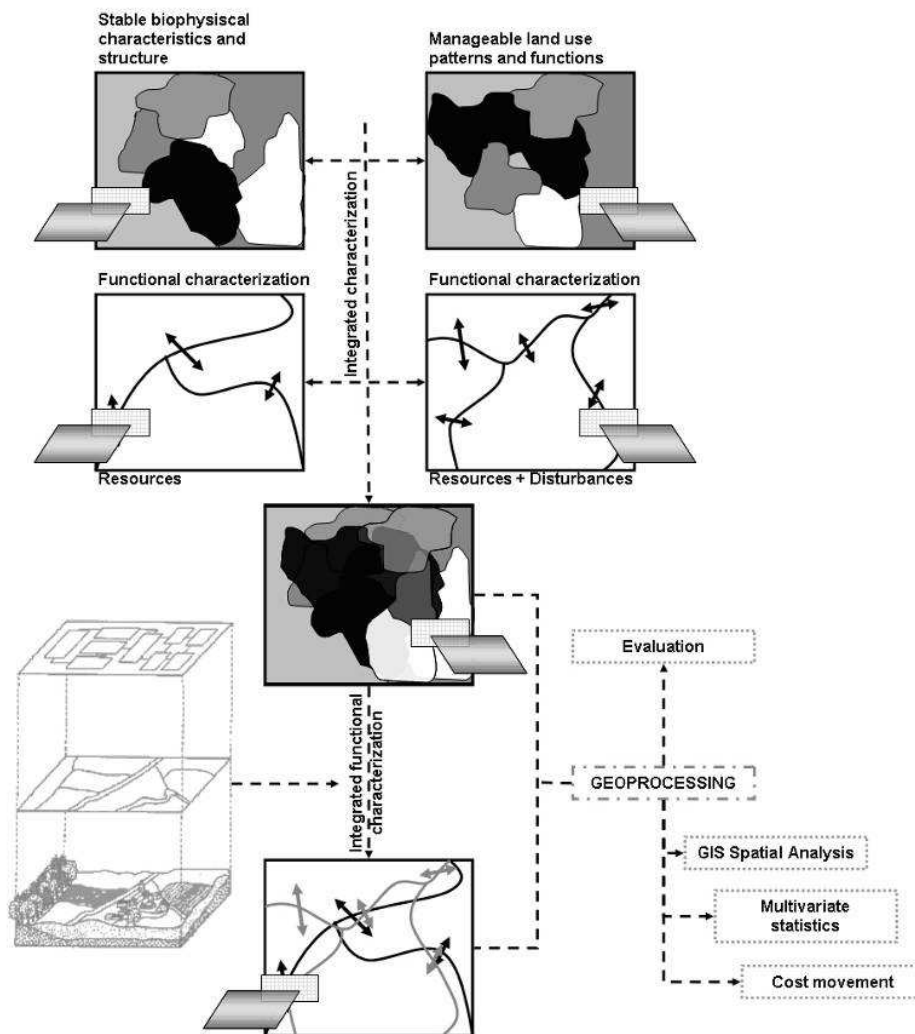 Stable biophysiscal
characteristics and
structure
Manageable land use
patterns and functions
Integrated characterization
Functional characterization
Functional characterization
Resources
Resources + Disturbances
Integrated functional
characterization
Evaluation
GEOPROCESSING
GIS Spatial Analysis
Multivariate
statistics
Cost movement